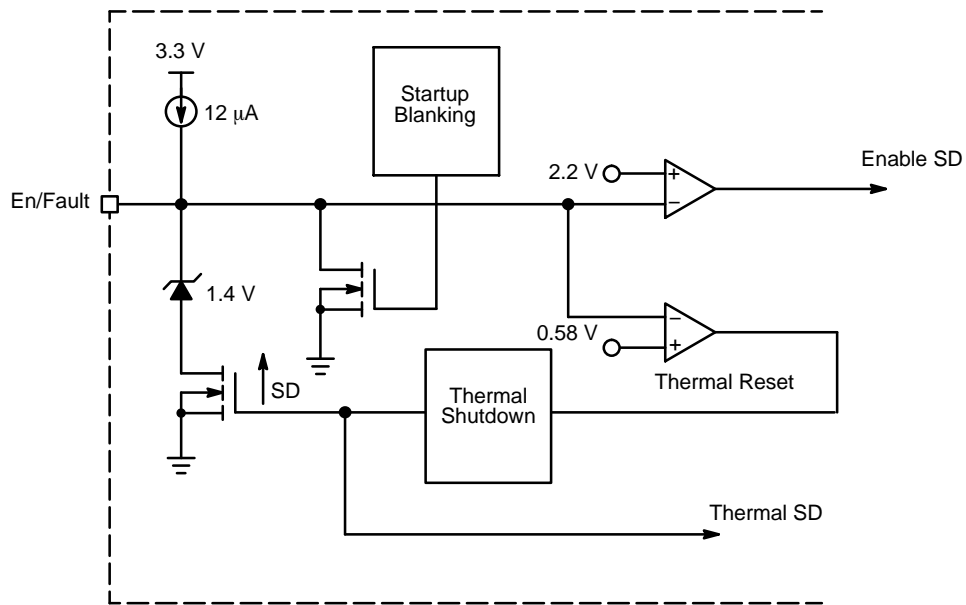 3.3 V
12 μA
Startup
Blanking
En/Fault
2.2 V
+
−
Enable SD
1.4 V
−
0.58 V
+
Thermal Reset
SD
Thermal
Shutdown
Thermal SD